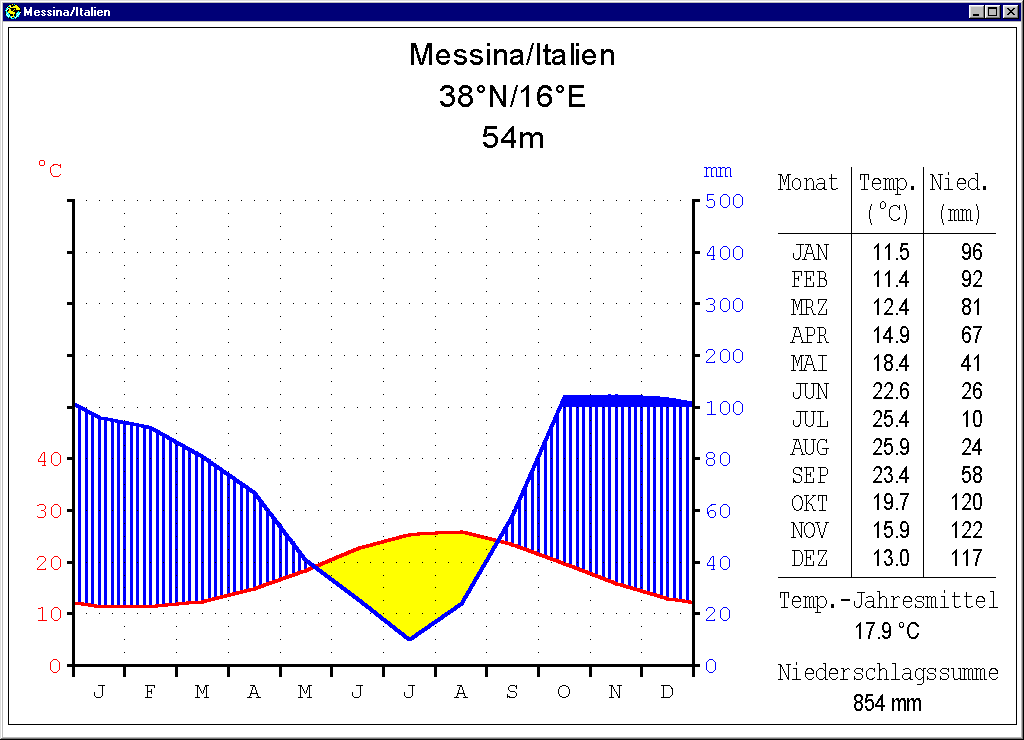 Messina/Italien
Messina/Italien
38°N/16°E
54m
°C
mm
500
400
300
200
100
40 80
30 60
20 40
10 20
0 0
J F M A M J J A S O N D
Monat Temp. Nied.
(°C) (mm)
JAN 11.5 96
FEB 11.4 92
MRZ 12.4 81
APR 14.9 67
MAI 18.4 41
JUN 22.6 26
JUL 25.4 10
AUG 25.9 24
SEP 23.4 58
OKT 19.7 120
NOV 15.9 122
DEZ 13.0 117
Temp.-Jahresmittel
17.9 °C
Niederschlagssumme
854 mm